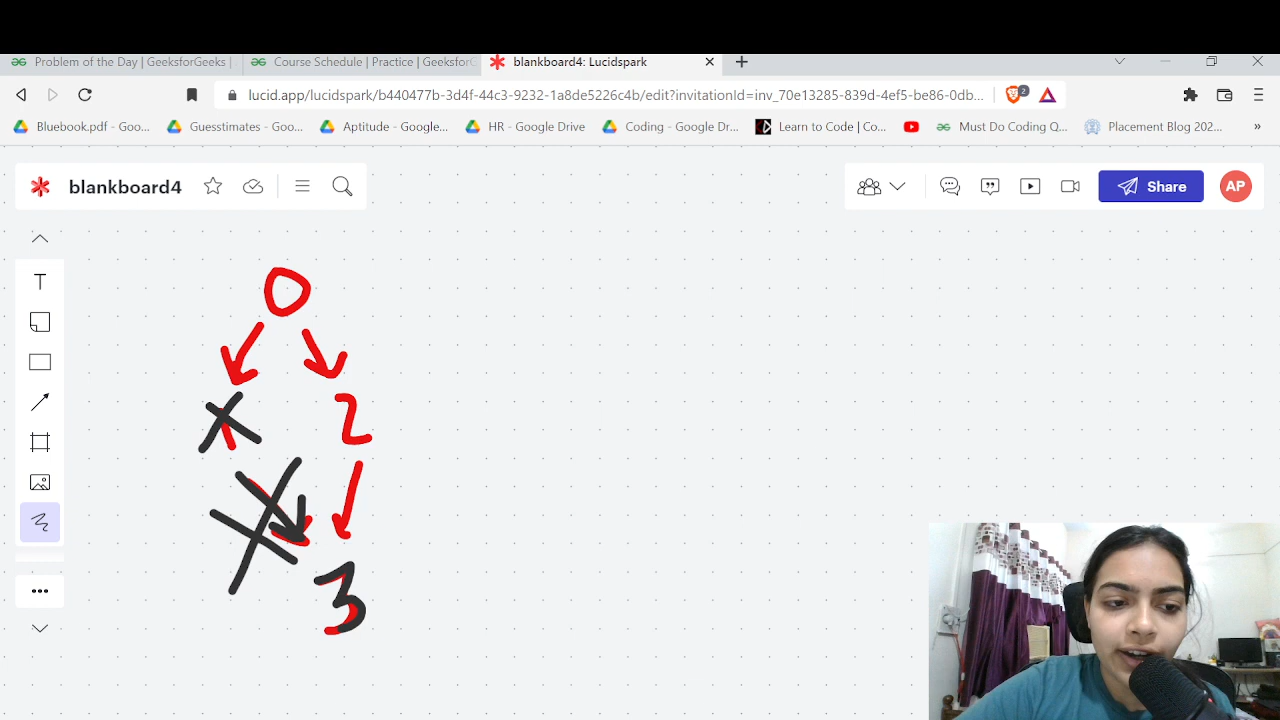 Problem of the Day | GeeksforGeeks |
Course Schedule | Practice | GeeksforG
blankboard4: Lucidspark
lucid.app/lucidspark/b440477b-3d4f-44c3-9232-1a8de5226c4b/edit?invitationId=inv_70e13285-839d-4ef5-be86-0db...
2
Bluebook.pdf - Goo...
Guestimates - Goo...
Aptitude - Google...
HR - Google Drive
Coding - Google Dr...
Learn to Code | Co...
Must Do Coding Q...
Placement Blog 202...
»
blankboard4
Share
AP
T
0
2
3